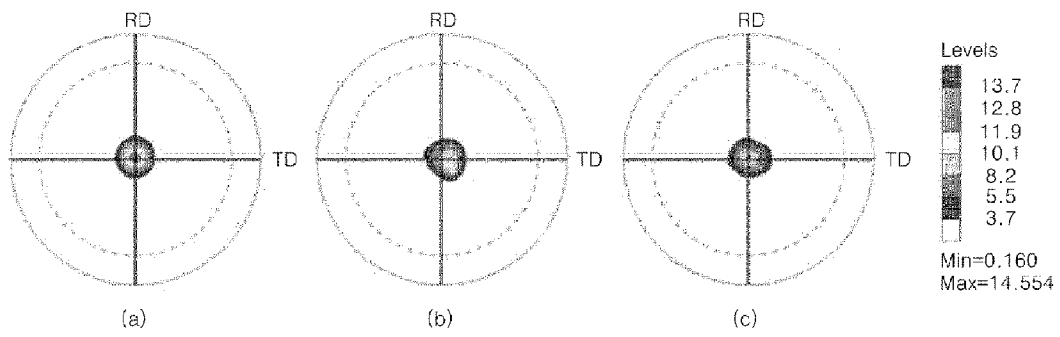 RD
RD
RD
TD
TD
TD
Levels
13.7
12.8
11.9
10.1
8.2
5.5
3.7
Min=0.160
Max=14.554
(a)
(b)
(c)